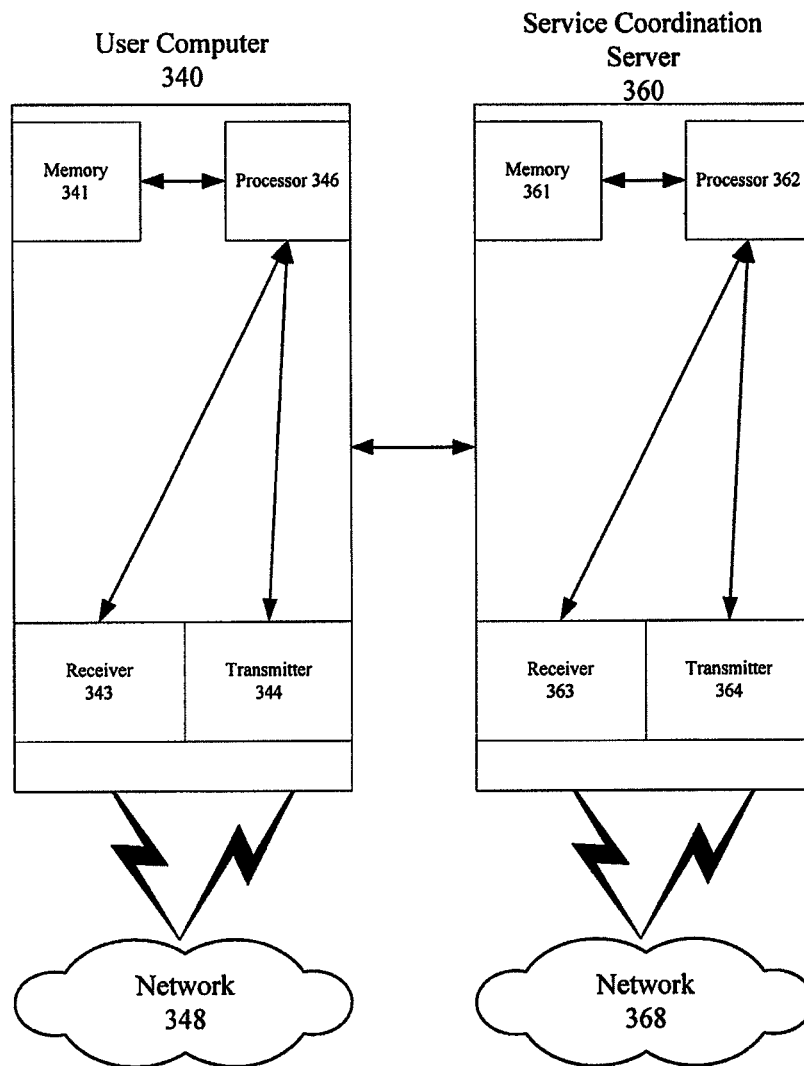 User Computer
340
Service Coordination
Server
360
Memory
341
Processor 346
Memory
361
Processor 362
Receiver
343
Transmitter
344
Receiver
363
Transmitter
364
Network
348
Network
368